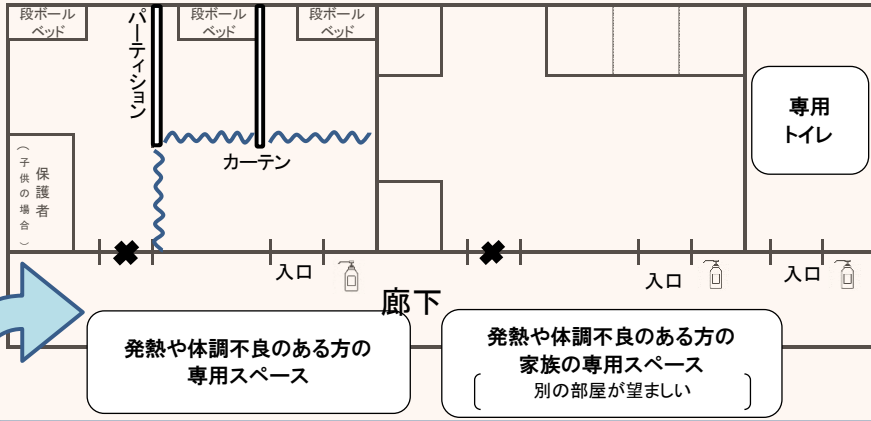 段ボール
ベッド
パーティション
段ボール
ベッド
段ボール
ベッド
専用
トイレ
カーテン
保護者
（子供の場合）
入口
入口
入口
廊下
発熱や体調不良のある方の
専用スペース
発熱や体調不良のある方の
家族の専用スペース
別の部屋が望ましい